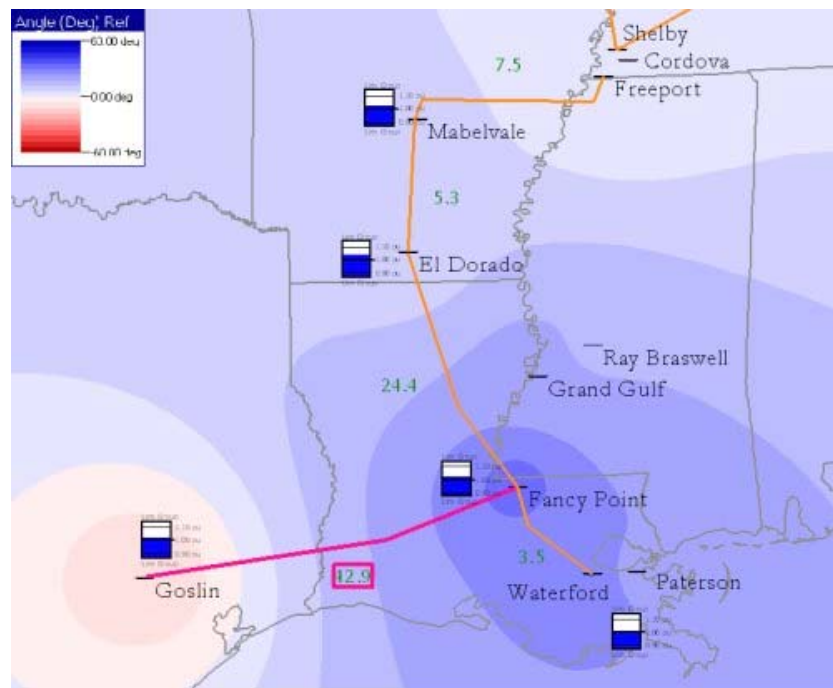 Angle (Deg) Ref
60.00 deg
0.00 deg
-60.00 deg
Shelby
Cordova
7.5
Freeport
Mabelvale
5.3
El Dorado
Ray Braswell
24.4
Grand Gulf
Fancy Point
3.5
Goslin
42.9
Waterford
Paterson